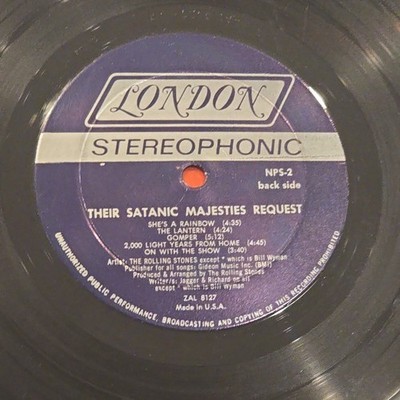 LONDON
STEREOPHONIC
NPS-2
back side
THEIR SATANIC MAJESTIES REQUEST
SHE'S A RAINBOW (4:35)
THE LANTERN (4:24)
GOMPER (5:12)
2,000 LIGHT YEARS FROM HOME (4:45)
ON WITH THE SHOW (3:40)
Artist: THE ROLLING STONES except * which is Bill Wyman
Publisher for all songs: Gideon Music Inc. (BMI)
Produced & Arranged by The Rolling Stones
Writer/s: Jagger & Richard on all
except * which is Bill Wyman
ZAL 8127
Made in U.S.A.
UNAUTHORIZED PUBLIC PERFORMANCE, BROADCASTING AND COPYING OF THIS RECORD PROHIBITED